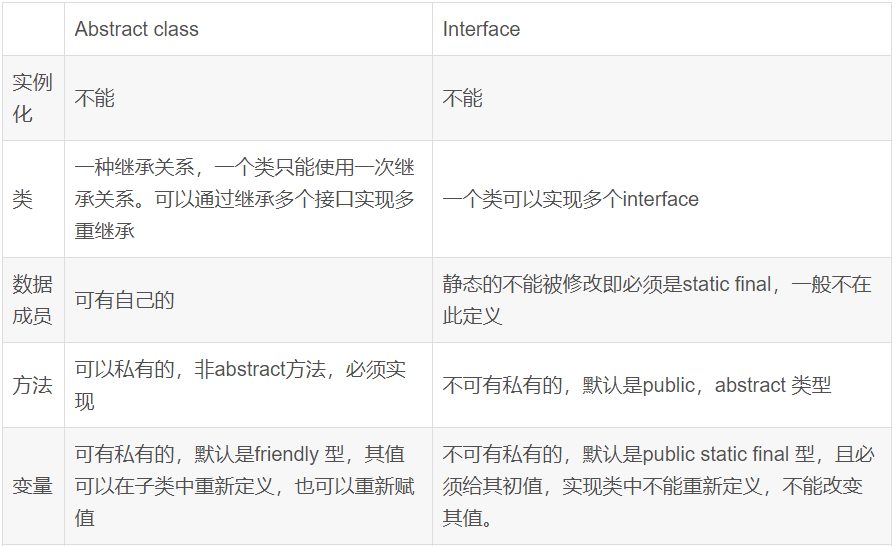 Abstract class
Interface
实例
化
不能
不能
类
一种继承关系，一个类只能使用一次继
承关系。可以通过继承多个接口实现多
重继承
一个类可以实现多个interface
数据
成员
可有自己的
静态的不能被修改即必须是static final，一般不在
此定义
方法
可以私有的，非abstract方法，必须实
现
不可有私有的，默认是public，abstract 类型
变量
可有私有的，默认是friendly 型，其值
可以在子类中重新定义，也可以重新赋
值
不可有私有的，默认是public static final 型，且必
须给其初值，实现类中不能重新定义，不能改变
其值。